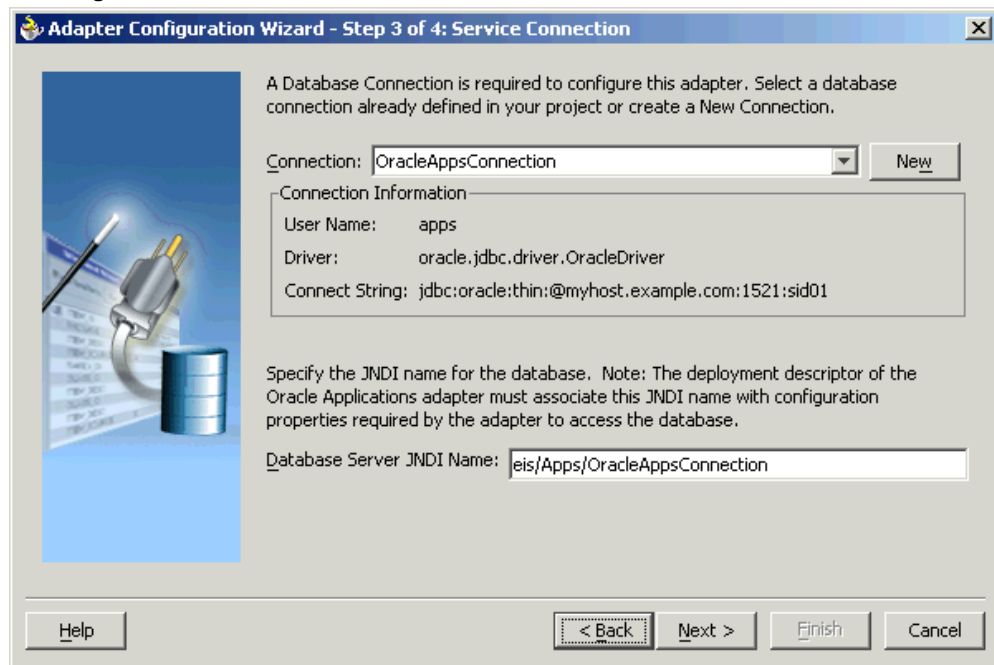 Adapter Configuration Wizard - Step 3 of 4: Service Connection
A Database Connection is required to configure this adapter. Select a database
connection already defined in your project or create a New Connection.
Connection: OracleAppsConnection New
Connection Information
User Name: apps
Driver: oracle.jdbc.driver.OracleDriver
Connect String: jdbc:oracle:thin:@myhost.example.com:1521:sid01
Specify the JNDI name for the database. Note: The deployment descriptor of the
Oracle Applications adapter must associate this JNDI name with configuration
properties required by the adapter to access the database.
Database Server JNDI Name: eis/Apps/OracleAppsConnection
Help < Back Next > Finish Cancel